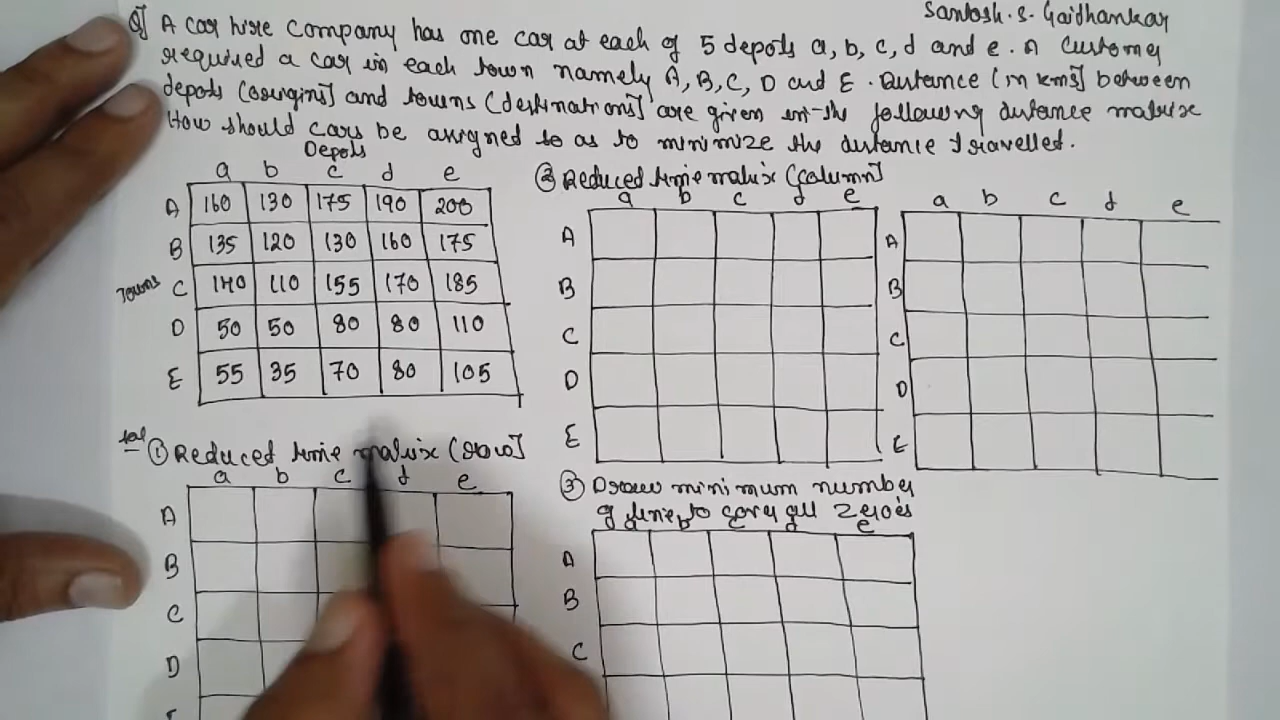 Santosh.S.Gaidhankar
Q] A car hire company has one car at each of 5 depots a, b, c, d and e. A customer
required a car in each town namely A, B, C, D and E. Distance (in kms] between
depots (origins] and towns (destinations] are given in the following distance matrix
How should cars be assigned so as to minimize the distance travelled.
Depots
a b c d e
A 160 130 175 190 200
B 135 120 130 160 175
Towns C 140 110 155 170 185
D 50 50 80 80 110
E 55 35 70 80 105
Sol ① Reduced time matrix (row]
a b c d e
A
B
C
D
E
② Reduced time matrix (column]
a b c d e
A
B
C
D
E
a b c d e
A
B
C
D
E
③ Draw minimum number
of line to cover all zeroes
a b c e
A
B
C